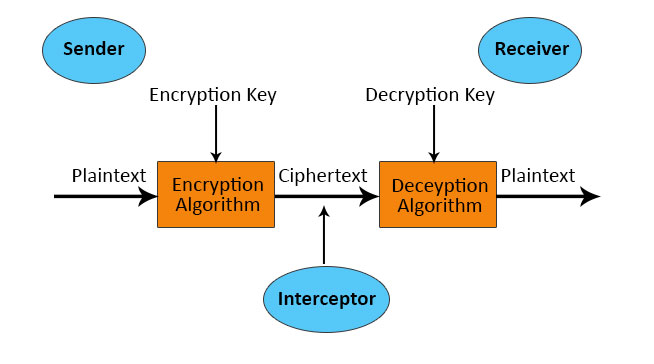 Sender
Receiver
Encryption Key
Decryption Key
Plaintext
Encryption
Algorithm
Ciphertext
Deceyption
Algorithm
Plaintext
Interceptor